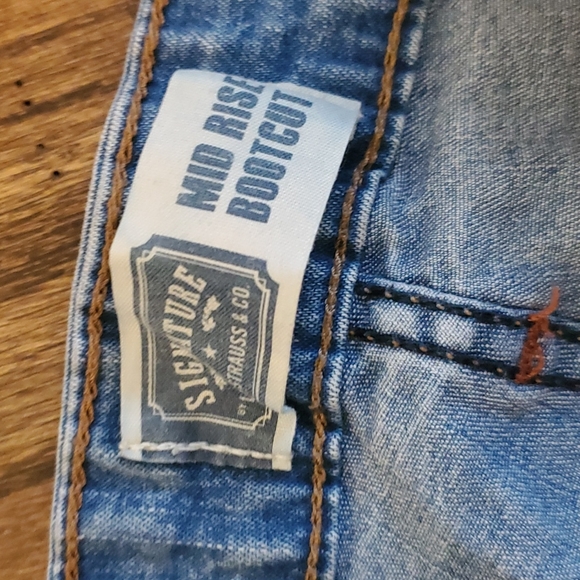 MID RISE
BOOTCUT
SIGNATURE
STRAUSS & CO.